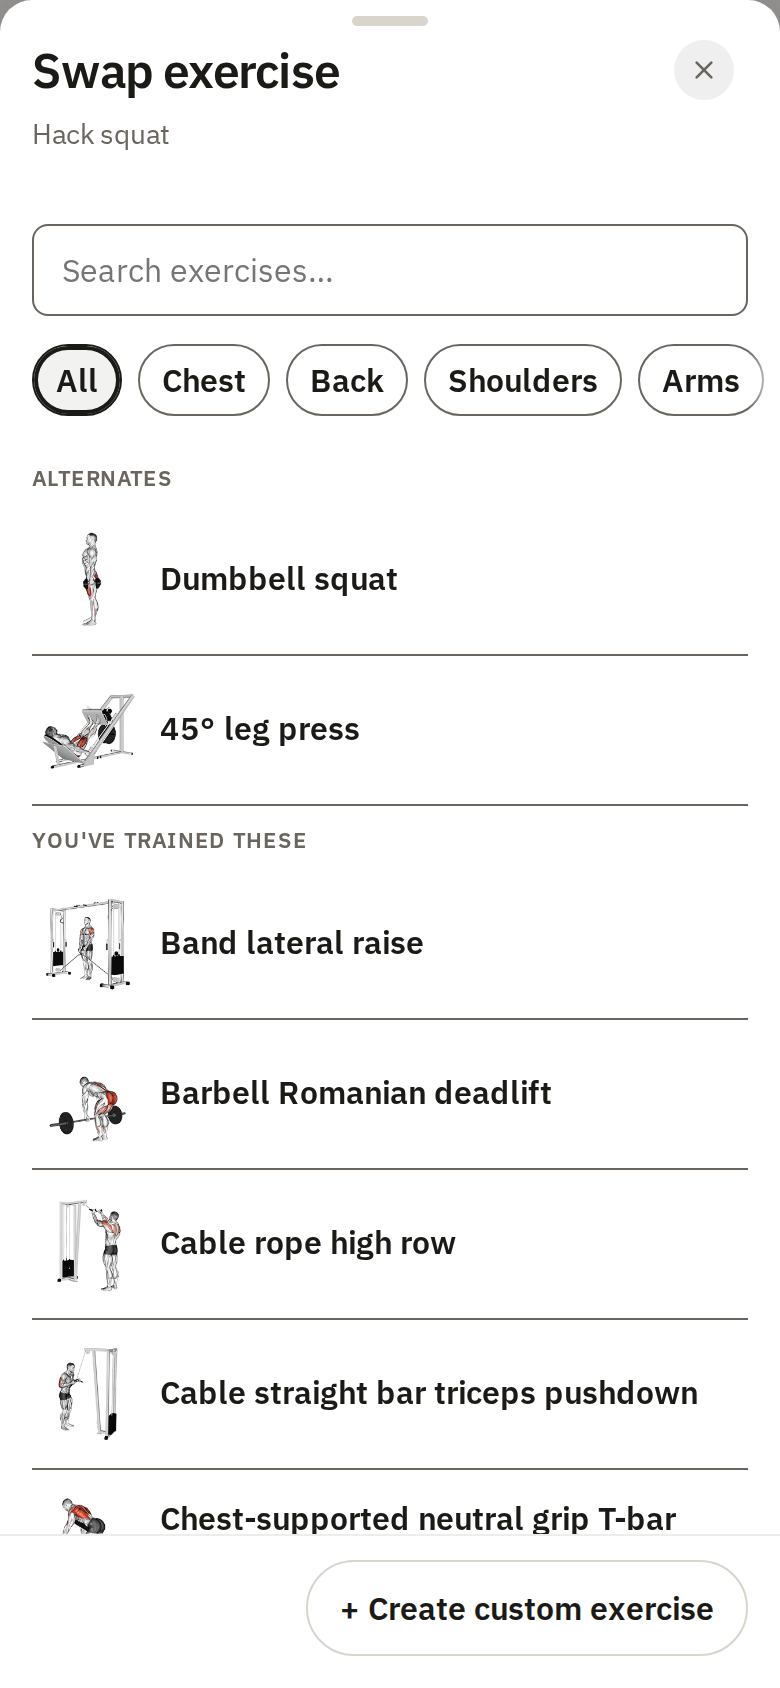 Swap exercise
Hack squat
Search exercises...
All
Chest
Back
Shoulders
Arms
ALTERNATES
Dumbbell squat
45° leg press
YOU'VE TRAINED THESE
Band lateral raise
Barbell Romanian deadlift
Cable rope high row
Cable straight bar triceps pushdown
Chest-supported neutral grip T-bar
+ Create custom exercise